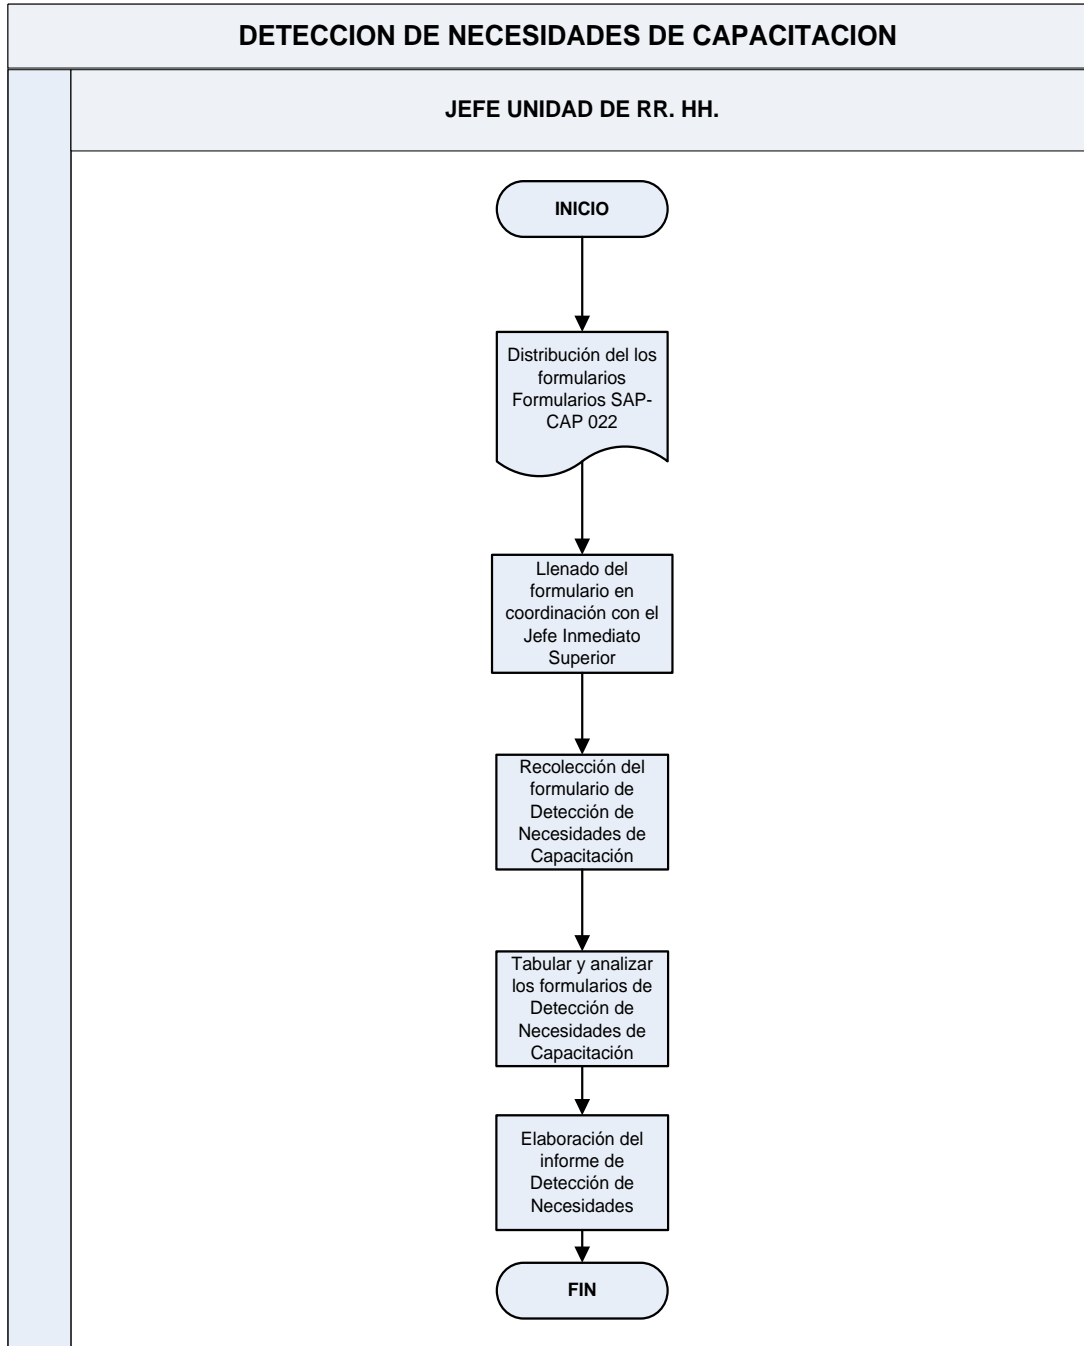 DETECCION DE NECESIDADES DE CAPACITACION
JEFE UNIDAD DE RR. HH.
INICIO
Distribución del los
formularios
Formularios SAP-
CAP 022
Llenado del
formulario en
coordinación con el
Jefe Inmediato
Superior
Recolección del
formulario de
Detección de
Necesidades de
Capacitación
Tabular y analizar
los formularios de
Detección de
Necesidades de
Capacitación
Elaboración del
informe de
Detección de
Necesidades
FIN